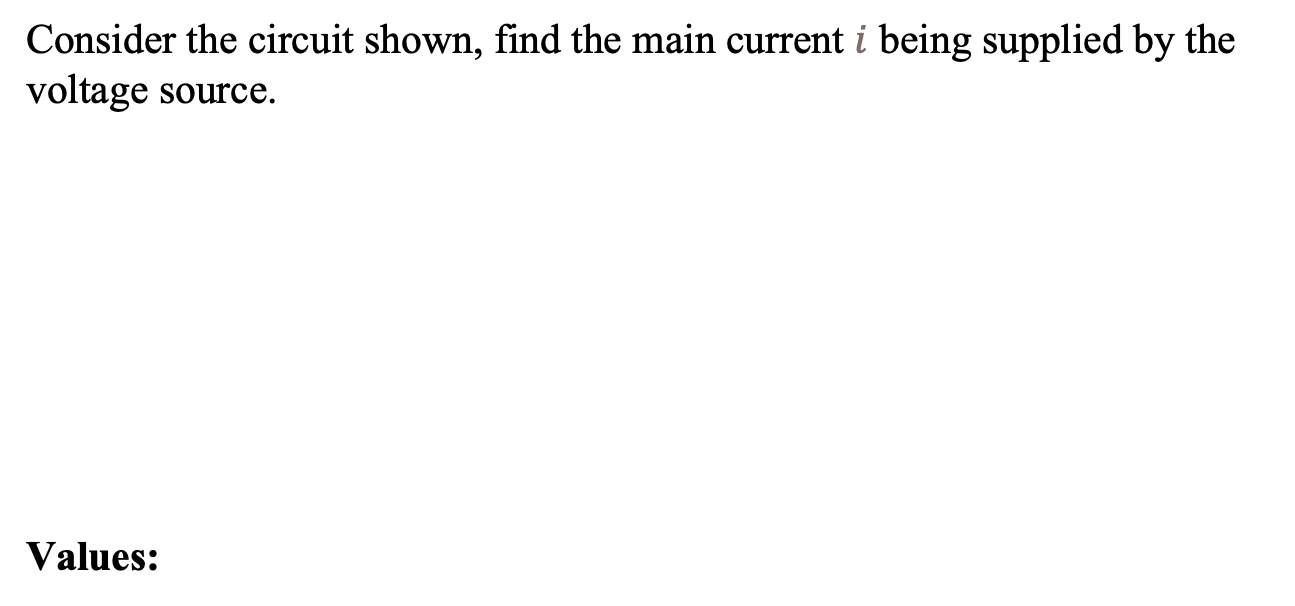 Consider the circuit shown, find the main current i being supplied by the
voltage source.
Values: